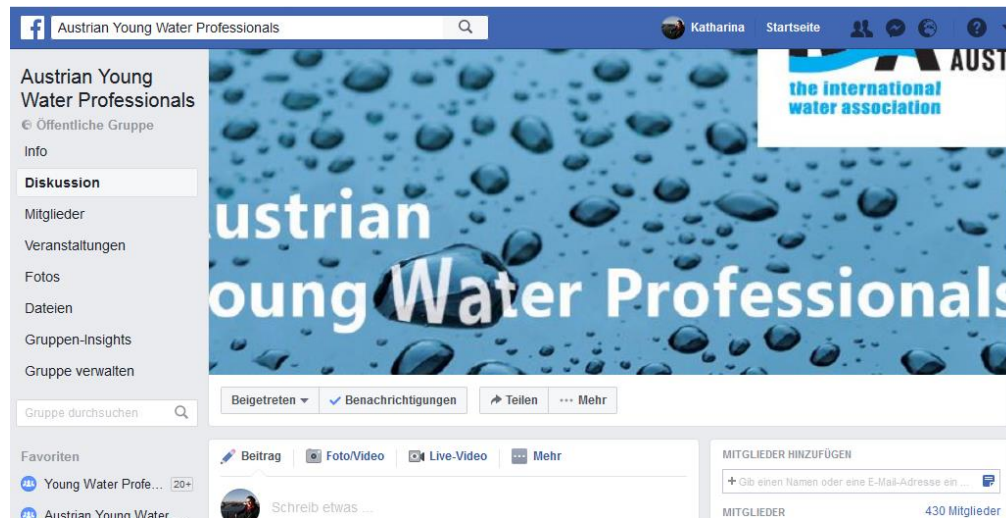 Austrian Young Water Professionals
Katharina
Startseite
Austrian Young
Water Professionals
Öffentliche Gruppe
Info
Diskussion
Mitglieder
Veranstaltungen
Fotos
Dateien
Gruppen-Insights
Gruppe verwalten
Gruppe durchsuchen
Favoriten
Young Water Profe... 20+
Austrian Young Water
AUST
the international
water association
ustrian
oung Water Professionals
Beigetreten
Benachrichtigungen
Teilen
Mehr
Beitrag
Foto/Video
Live-Video
Mehr
Schreib etwas ...
MITGLIEDER HINZUFÜGEN
+ Gib einen Namen oder eine E-Mail-Adresse ein ...
MITGLIEDER 430 Mitglieder